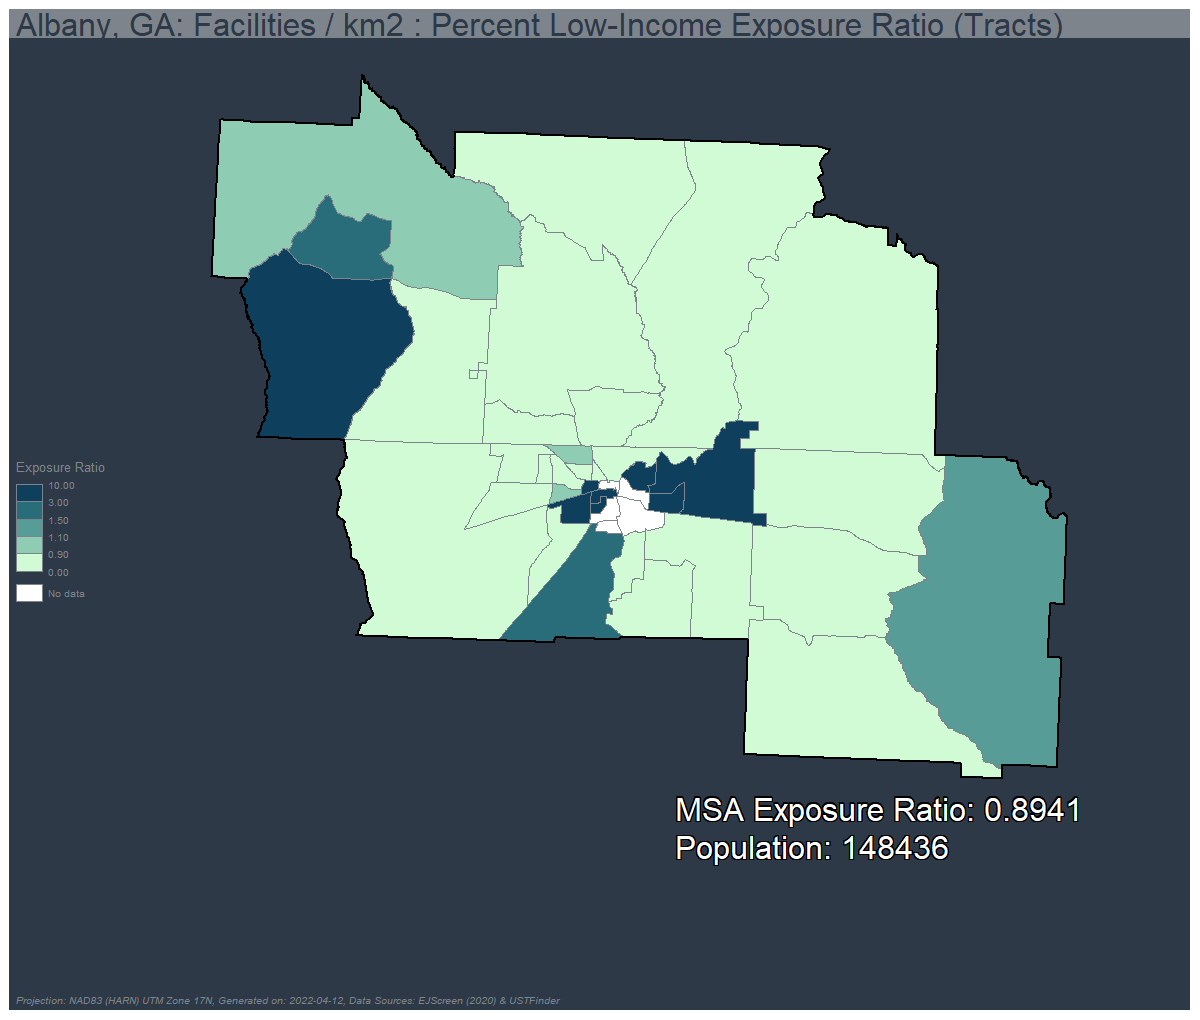 Albany, GA: Facilities / km2 : Percent Low-Income Exposure Ratio (Tracts)
Exposure Ratio
10.00
3.00
1.50
1.10
0.90
0.00
No data
MSA Exposure Ratio: 0.8941
Population: 148436
Projection: NAD83 (HARN) UTM Zone 17N, Generated on: 2022-04-12, Data Sources: EJScreen (2020) & USTFinder